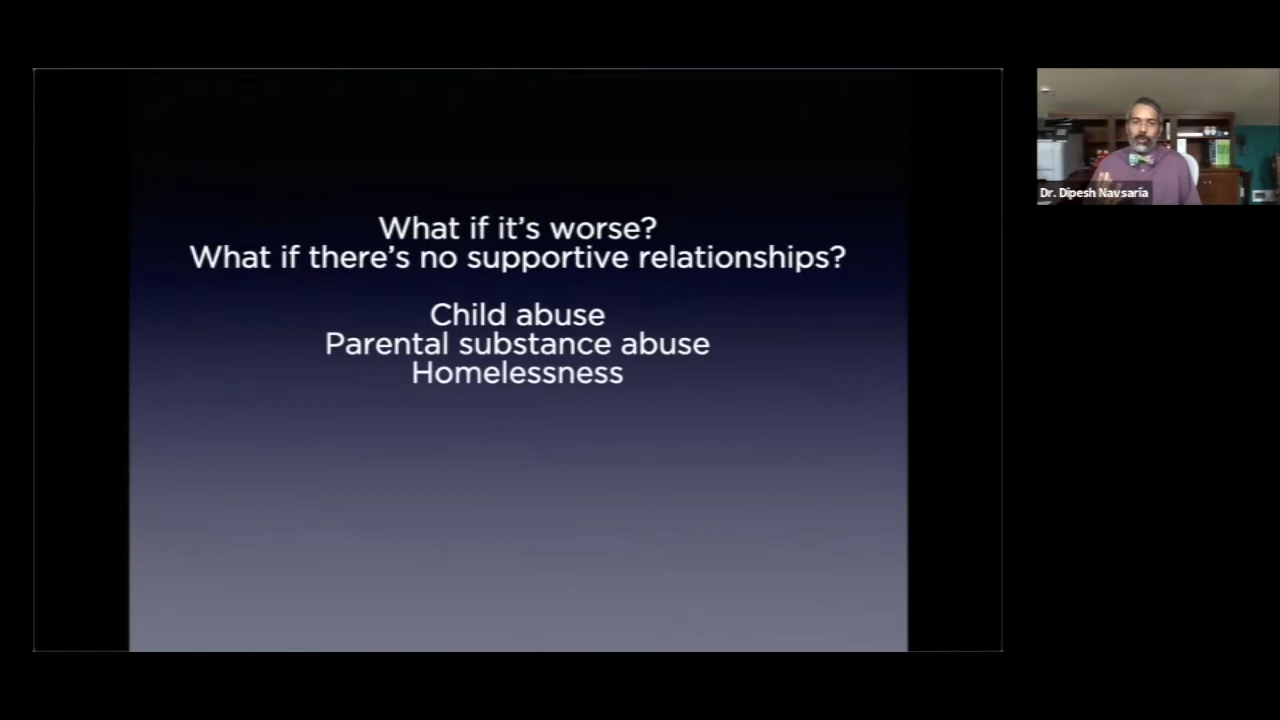 What if it's worse?
What if there's no supportive relationships?
Child abuse
Parental substance abuse
Homelessness
Dr. Dipesh Navsaria